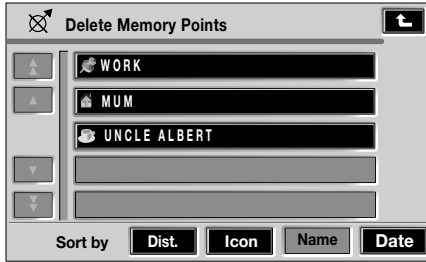 Delete Memory Points
WORK
MUM
UNCLE ALBERT
Sort by Dist. Icon Name Date